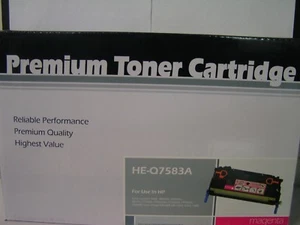 Premium Toner Cartridge
Reliable Performance
Premium Quality
Highest Value
HE-Q7583A
For Use In HP
magenta